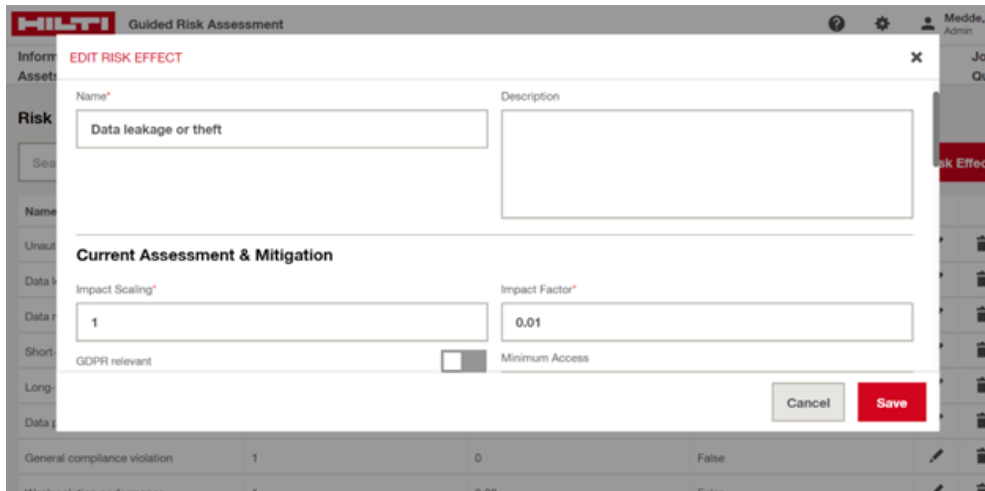 HILTI Guided Risk Assessment
Medde,
Admin
Inform
Assets
Jo
Qu
EDIT RISK EFFECT
Name*
Data leakage or theft
Description
Risk
Sea
sk Effec
Current Assessment & Mitigation
Impact Scaling*
1
Impact Factor*
0.01
GDPR relevant
Minimum Access
Cancel
Save
Name
Unaut
Data l
Data r
Short-
Long-
Data p
General compliance violation 1 0 False